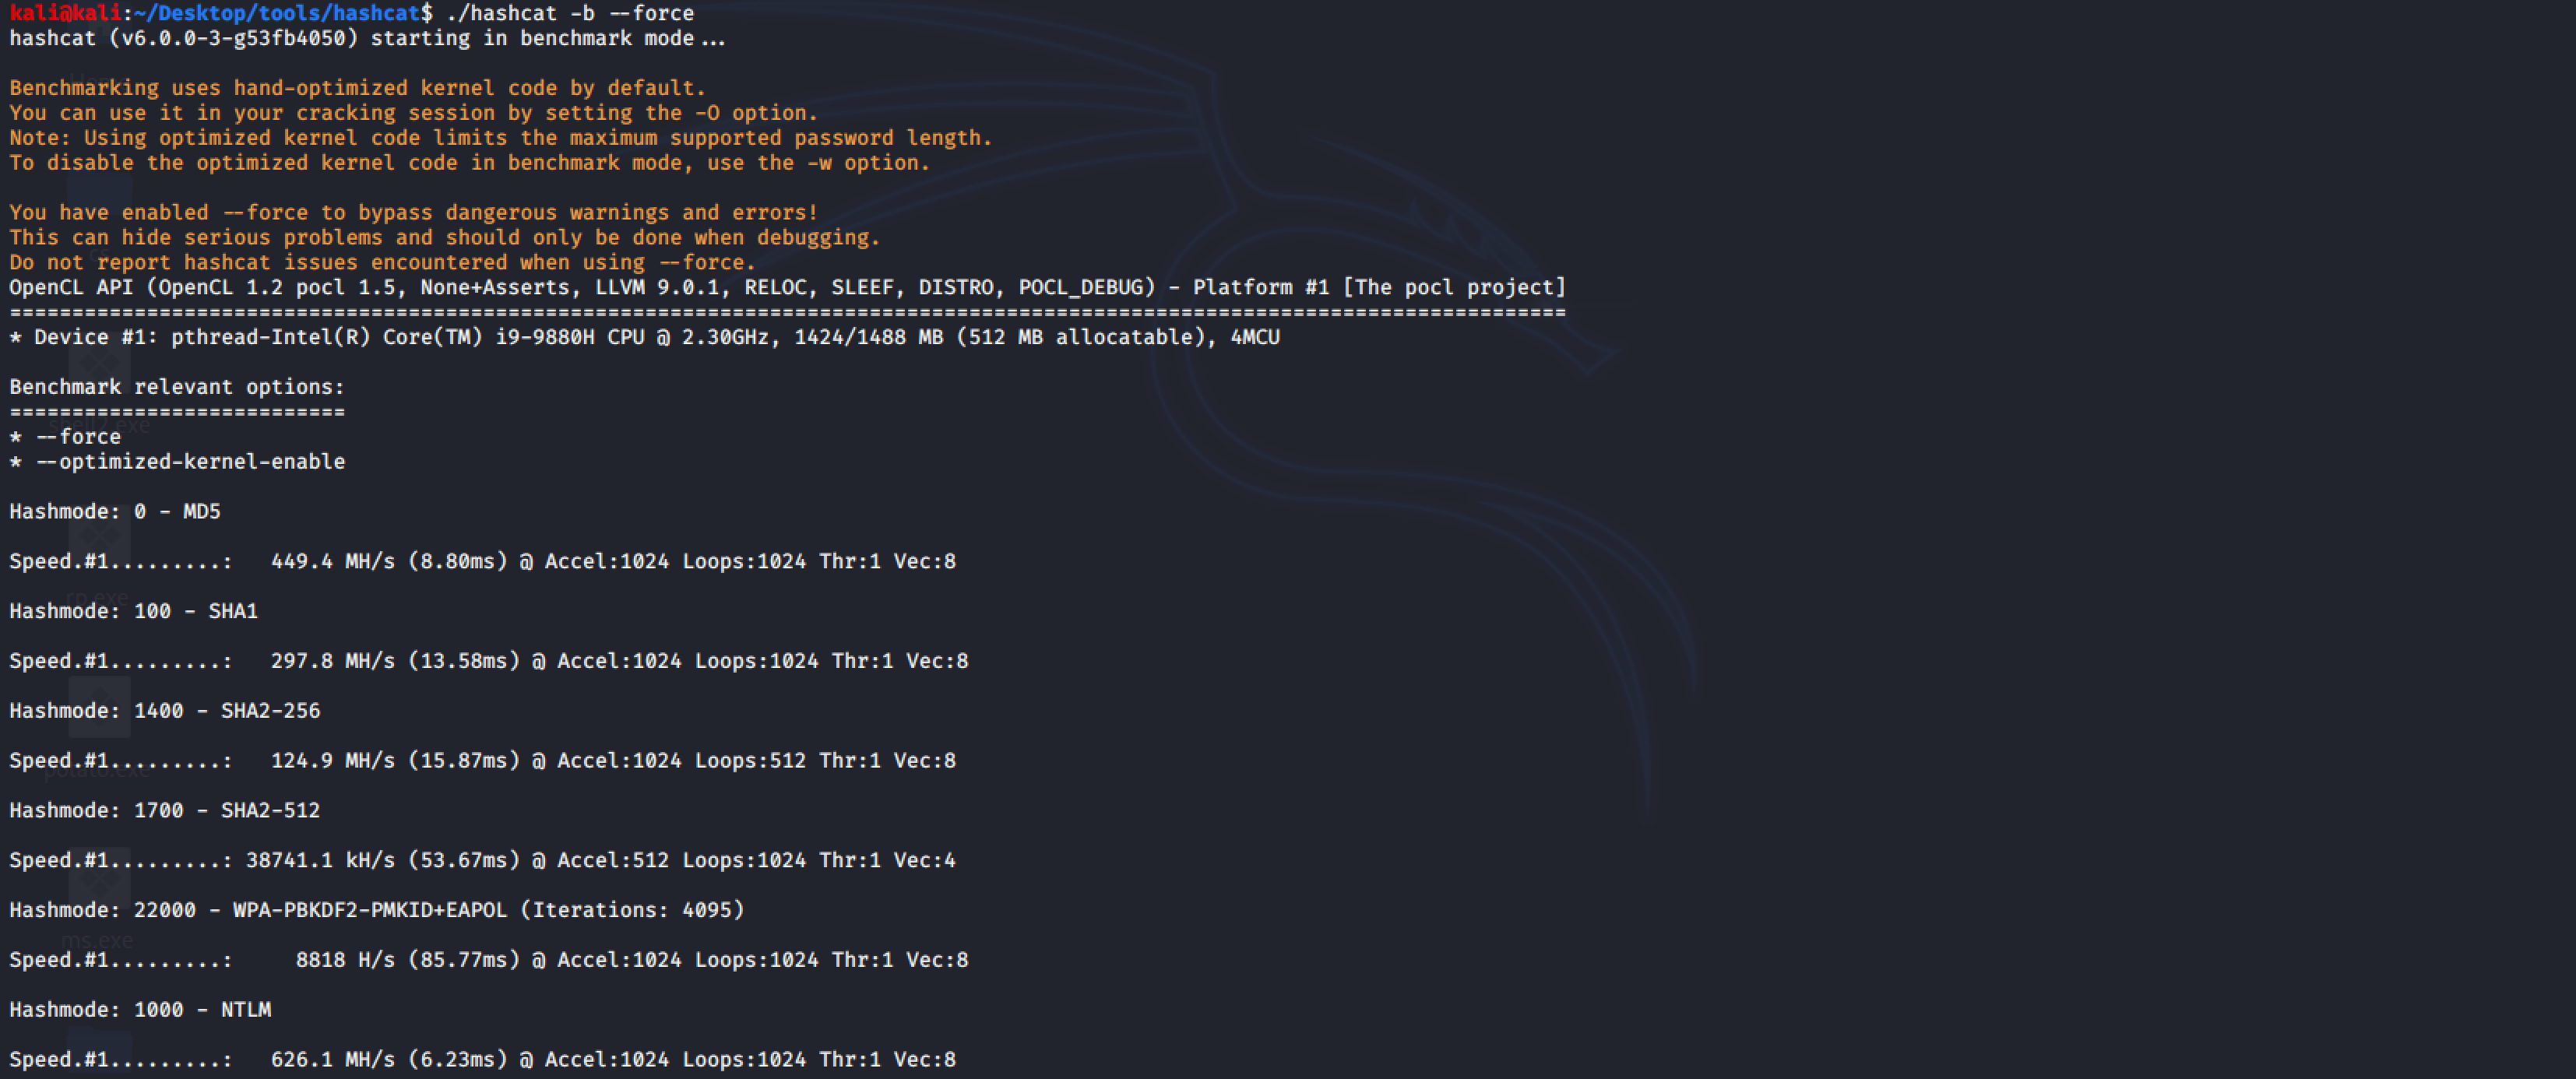 kali@kali:~/Desktop/tools/hashcat$ ./hashcat -b --force
hashcat (v6.0.0-3-g53fb4050) starting in benchmark mode...
Benchmarking uses hand-optimized kernel code by default.
You can use it in your cracking session by setting the -O option.
Note: Using optimized kernel code limits the maximum supported password length.
To disable the optimized kernel code in benchmark mode, use the -w option.
You have enabled --force to bypass dangerous warnings and errors!
This can hide serious problems and should only be done when debugging.
Do not report hashcat issues encountered when using --force.
OpenCL API (OpenCL 1.2 pocl 1.5, None+Asserts, LLVM 9.0.1, RELOC, SLEEF, DISTRO, POCL_DEBUG) - Platform #1 [The pocl project]
=============================================================================================================================
* Device #1: pthread-Intel(R) Core(TM) i9-9880H CPU @ 2.30GHz, 1424/1488 MB (512 MB allocatable), 4MCU
Benchmark relevant options:
===========================
shell2.exe
* --force
* --optimized-kernel-enable
Hashmode: 0 - MD5
Speed.#1.........:   449.4 MH/s (8.80ms) @ Accel:1024 Loops:1024 Thr:1 Vec:8
rp.exe
Hashmode: 100 - SHA1
Speed.#1.........:   297.8 MH/s (13.58ms) @ Accel:1024 Loops:1024 Thr:1 Vec:8
Hashmode: 1400 - SHA2-256
Speed.#1.........:   124.9 MH/s (15.87ms) @ Accel:1024 Loops:512 Thr:1 Vec:8
potato.exe
Hashmode: 1700 - SHA2-512
Speed.#1.........: 38741.1 kH/s (53.67ms) @ Accel:512 Loops:1024 Thr:1 Vec:4
Hashmode: 22000 - WPA-PBKDF2-PMKID+EAPOL (Iterations: 4095)
ms.exe
Speed.#1.........:     8818 H/s (85.77ms) @ Accel:1024 Loops:1024 Thr:1 Vec:8
Hashmode: 1000 - NTLM
Speed.#1.........:   626.1 MH/s (6.23ms) @ Accel:1024 Loops:1024 Thr:1 Vec:8